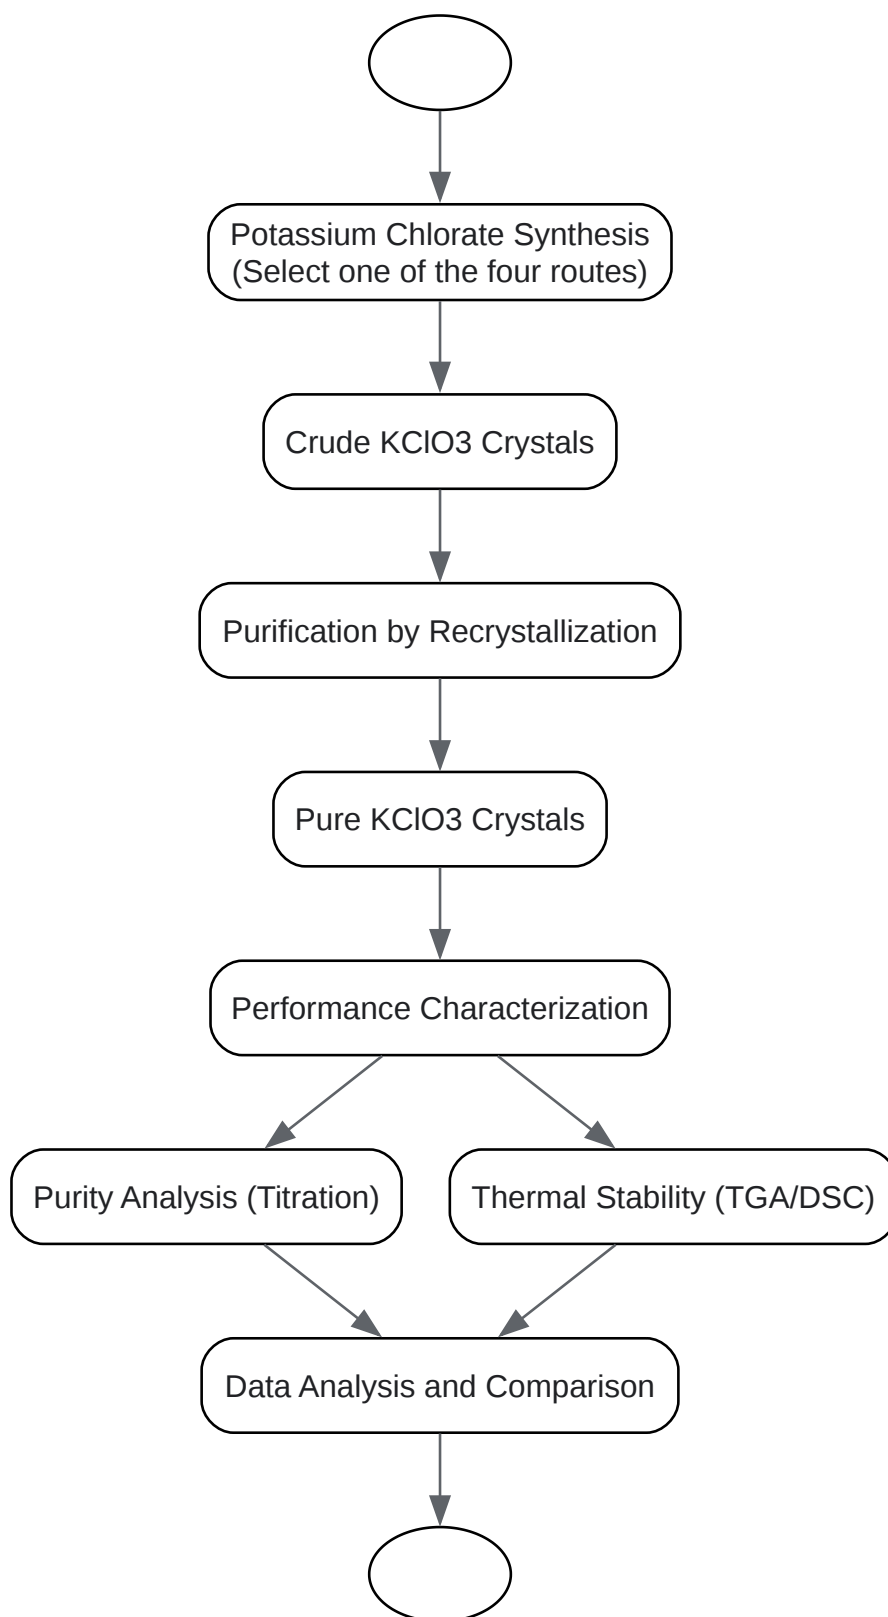 Potassium Chlorate Synthesis
(Select one of the four routes)
Crude KClO3 Crystals
Purification by Recrystallization
Pure KClO3 Crystals
Performance Characterization
Purity Analysis (Titration)
Thermal Stability (TGA/DSC)
Data Analysis and Comparison